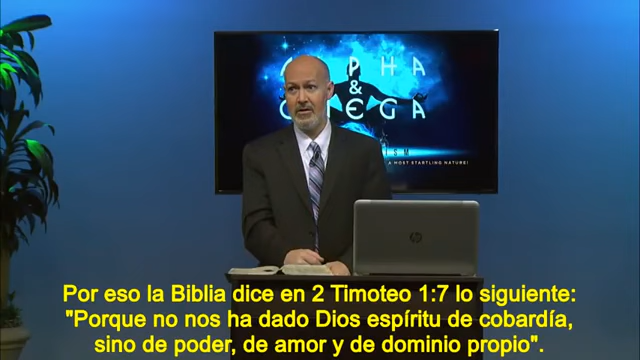 ALPHA
&
OMEGA
A MOST STARTLING NATURE!
hp
Por eso la Biblia dice en 2 Timoteo 1:7 lo siguiente:
"Porque no nos ha dado Dios espíritu de cobardía,
sino de poder, de amor y de dominio propio".